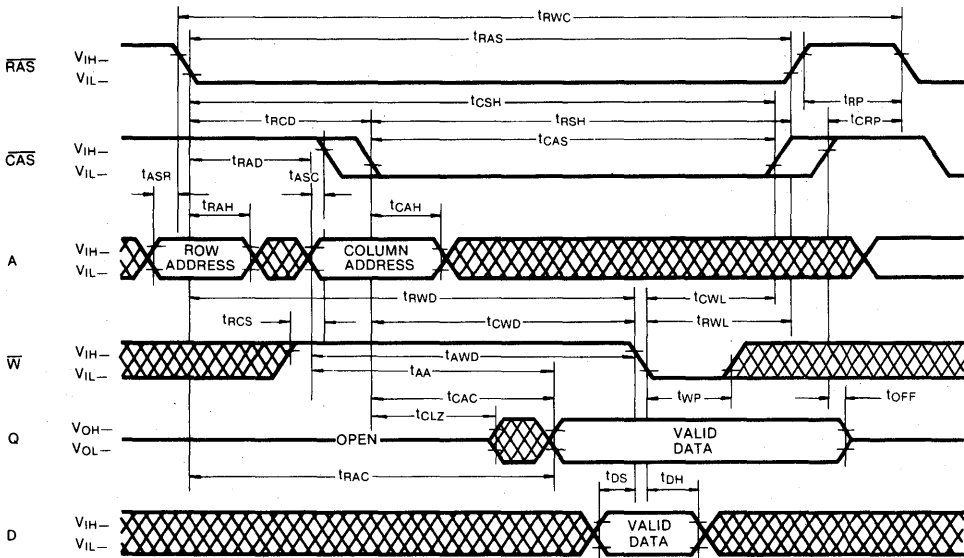 tRWC
tRAS
RAS
VIH–
VIL–
tCSH
tRP
tRCD
tRSH
tCRP
CAS
VIH–
VIL–
tCAS
tRAD
tASR
tASC
tRAH
tCAH
A
VIH–
VIL–
ROW
ADDRESS
COLUMN
ADDRESS
tRWD
tCWL
tRCS
tCWD
tRWL
W
VIH–
VIL–
tAWD
tAA
tCAC
tWP
tOFF
tCLZ
Q
VOH–
VOL–
OPEN
VALID
DATA
tRAC
tDS
tDH
D
VIH–
VIL–
VALID
DATA